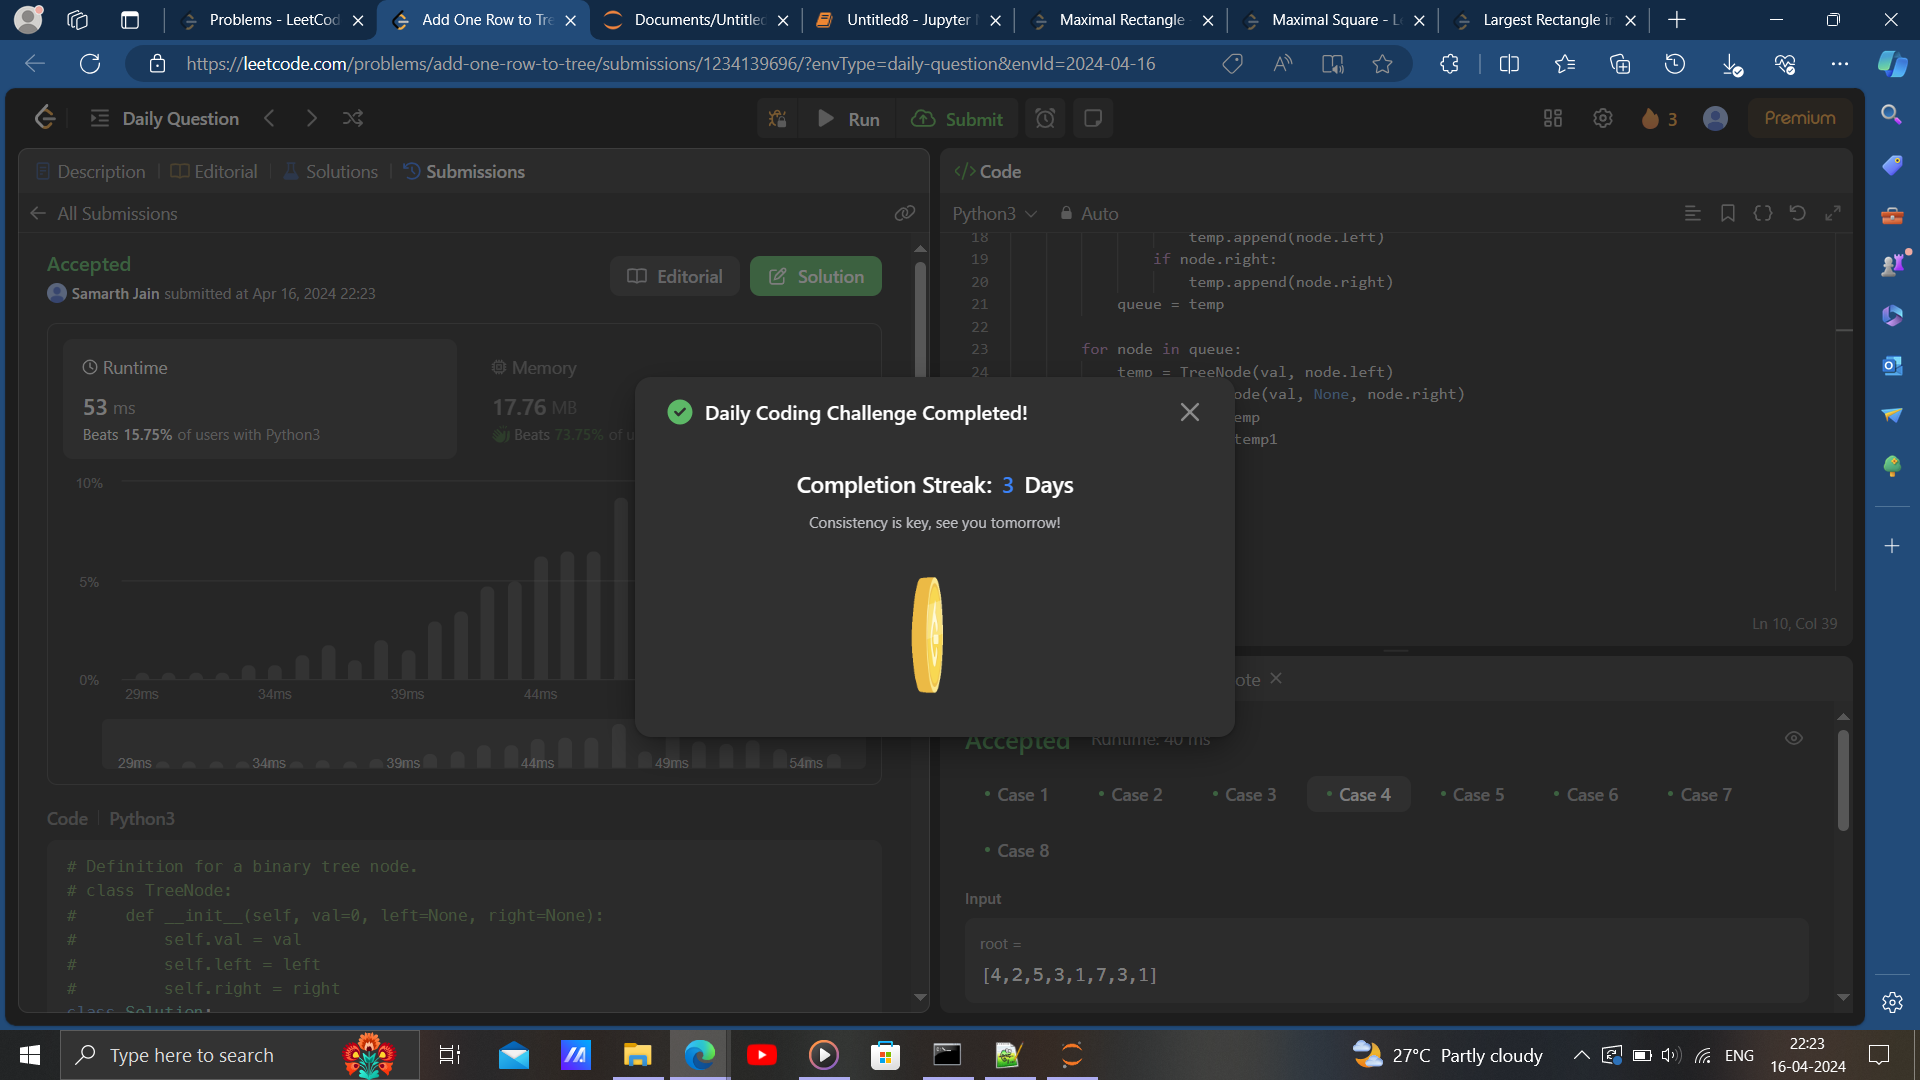 Problems - LeetCod
Add One Row to Tre
Documents/Untitled
Untitled8 - Jupyter
Maximal Rectangle
Maximal Square - L
Largest Rectangle in
https://leetcode.com/problems/add-one-row-to-tree/submissions/1234139696/?envType=daily-question&envId=2024-04-16
Daily Question
Run
Submit
3
Premium
Description
Editorial
Solutions
Submissions
</> Code
All Submissions
Python3
Auto
Accepted
Samarth Jain submitted at Apr 16, 2024 22:23
Editorial
Solution
Runtime
53 ms
Beats 15.75% of users with Python3
Memory
17.76 MB
Beats 73.75% of u
10%
5%
0%
29ms
34ms
39ms
44ms
29ms
34ms
39ms
44ms
49ms
54ms
Code
Python3
# Definition for a binary tree node.
# class TreeNode:
#     def __init__(self, val=0, left=None, right=None):
#         self.val = val
#         self.left = left
#         self.right = right
class Solution:
18 temp.append(node.left)
19 if node.right:
20 temp.append(node.right)
21 queue = temp
22
23 for node in queue:
24 temp = TreeNode(val, node.left)
ode(val, None, node.right)
emp
temp1
Ln 10, Col 39
Daily Coding Challenge Completed!
Completion Streak: 3 Days
Consistency is key, see you tomorrow!
ote
Accepted
Runtime: 40 ms
Case 1
Case 2
Case 3
Case 4
Case 5
Case 6
Case 7
Case 8
Input
root =
[4,2,5,3,1,7,3,1]
Type here to search
27°C Partly cloudy
ENG
22:23
16-04-2024